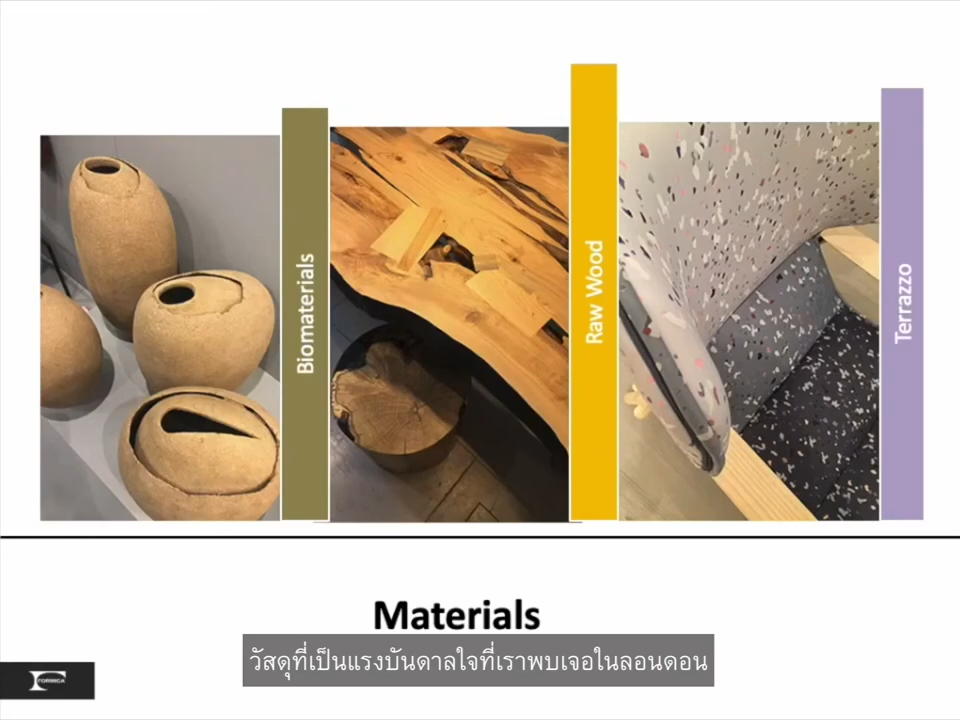 Biomaterials
Raw Wood
Terrazzo
Materials
วัสดุที่เป็นแรงบันดาลใจที่เราพบเจอในลอนดอน
FORMICA